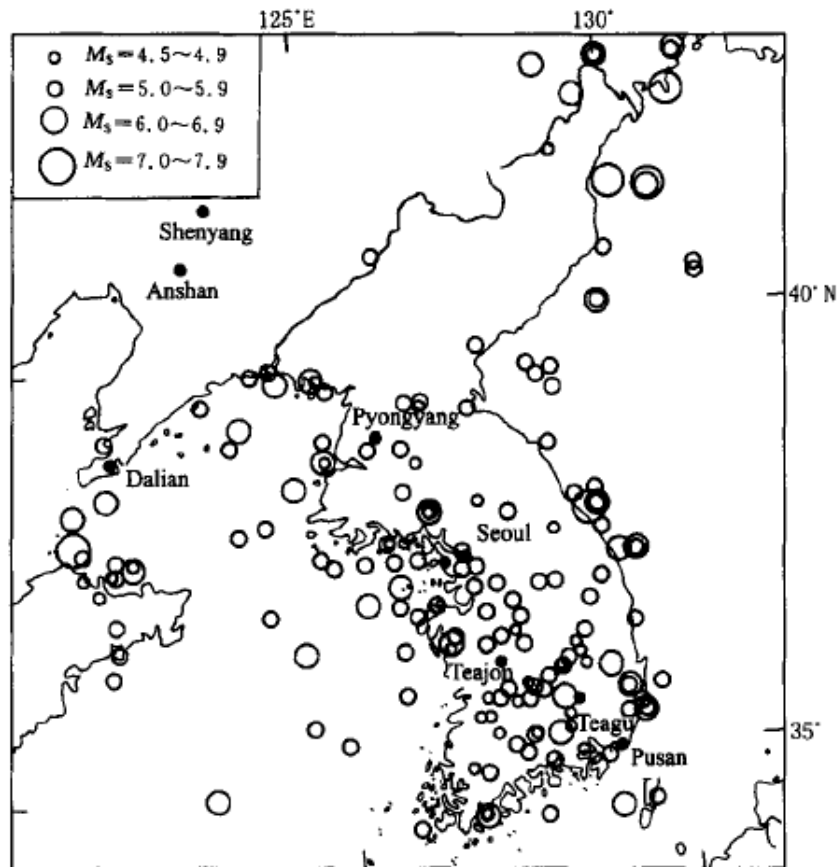 125°E 130°
Ms=4.5~4.9
Ms=5.0~5.9
Ms=6.0~6.9
Ms=7.0~7.9
Shenyang
Anshan
40°N
Pyongyang
Dalian
Seoul
Teajon
Teagu
35°
Pusan